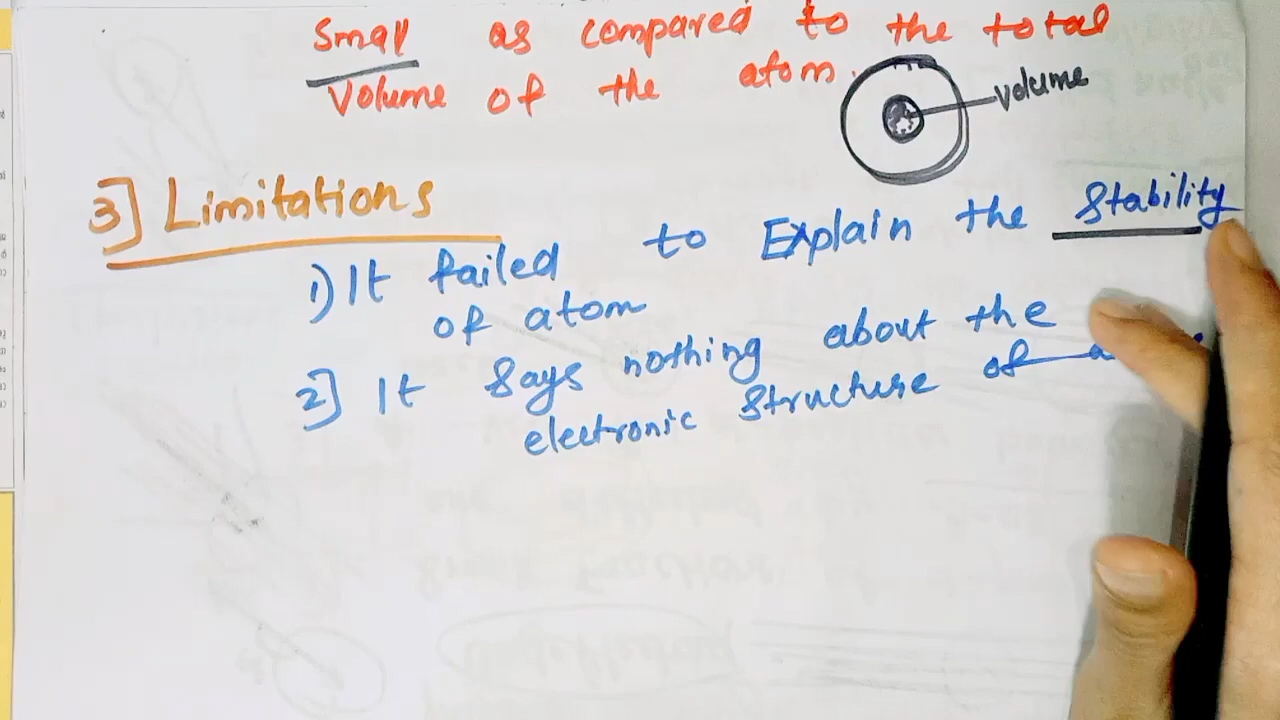 Small as compared to the total
Volume of the atom.
volume
3] Limitations
1) It failed to Explain the Stability
of atom
2] It says nothing about the
electronic structure of